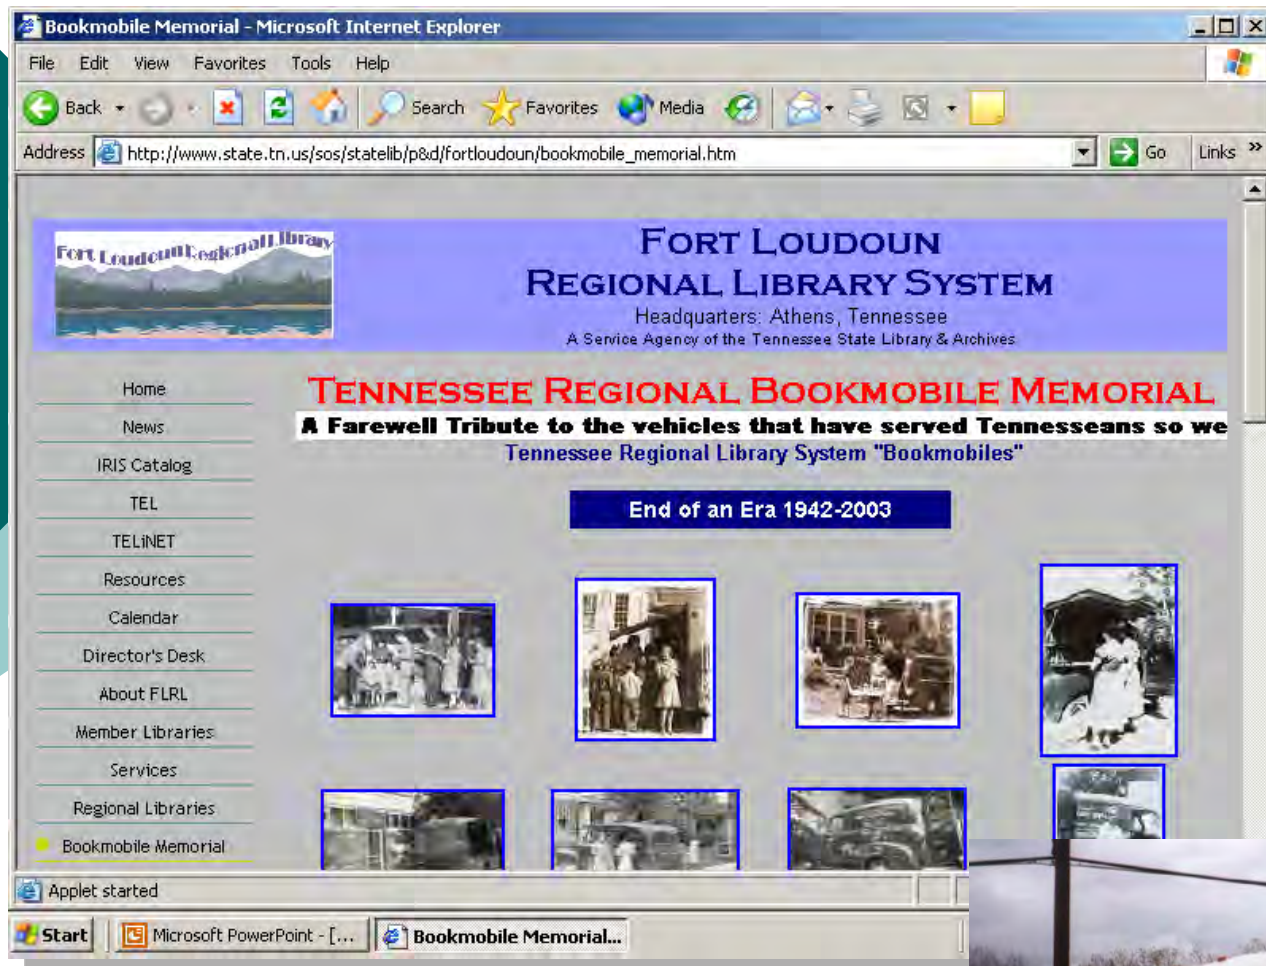 Bookmobile Memorial - Microsoft Internet Explorer
File Edit View Favorites Tools Help
Back Search Favorites Media
Address http://www.state.tn.us/sos/statelib/p&d/fortloudoun/bookmobile_memorial.htm Go Links »
Fort Loudoun Regional Library
FORT LOUDOUN
REGIONAL LIBRARY SYSTEM
Headquarters: Athens, Tennessee
A Service Agency of the Tennessee State Library & Archives
TENNESSEE REGIONAL BOOKMOBILE MEMORIAL
A Farewell Tribute to the vehicles that have served Tennesseans so we
Tennessee Regional Library System "Bookmobiles"
End of an Era 1942-2003
Home
News
IRIS Catalog
TEL
TELiNET
Resources
Calendar
Director's Desk
About FLRL
Member Libraries
Services
Regional Libraries
Bookmobile Memorial
Applet started
Start Microsoft PowerPoint - [... Bookmobile Memorial...